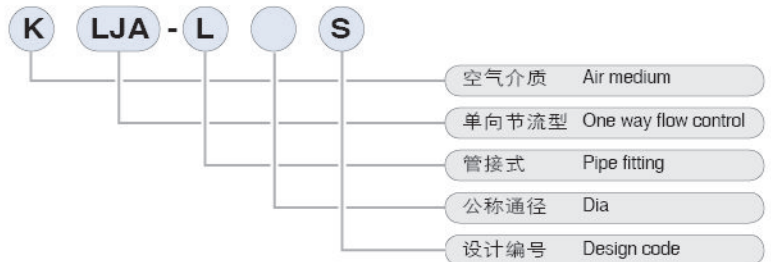 K LJA - L S
空气介质 Air medium
单向节流型 One way flow control
管接式 Pipe fitting
公称通径 Dia
设计编号 Design code